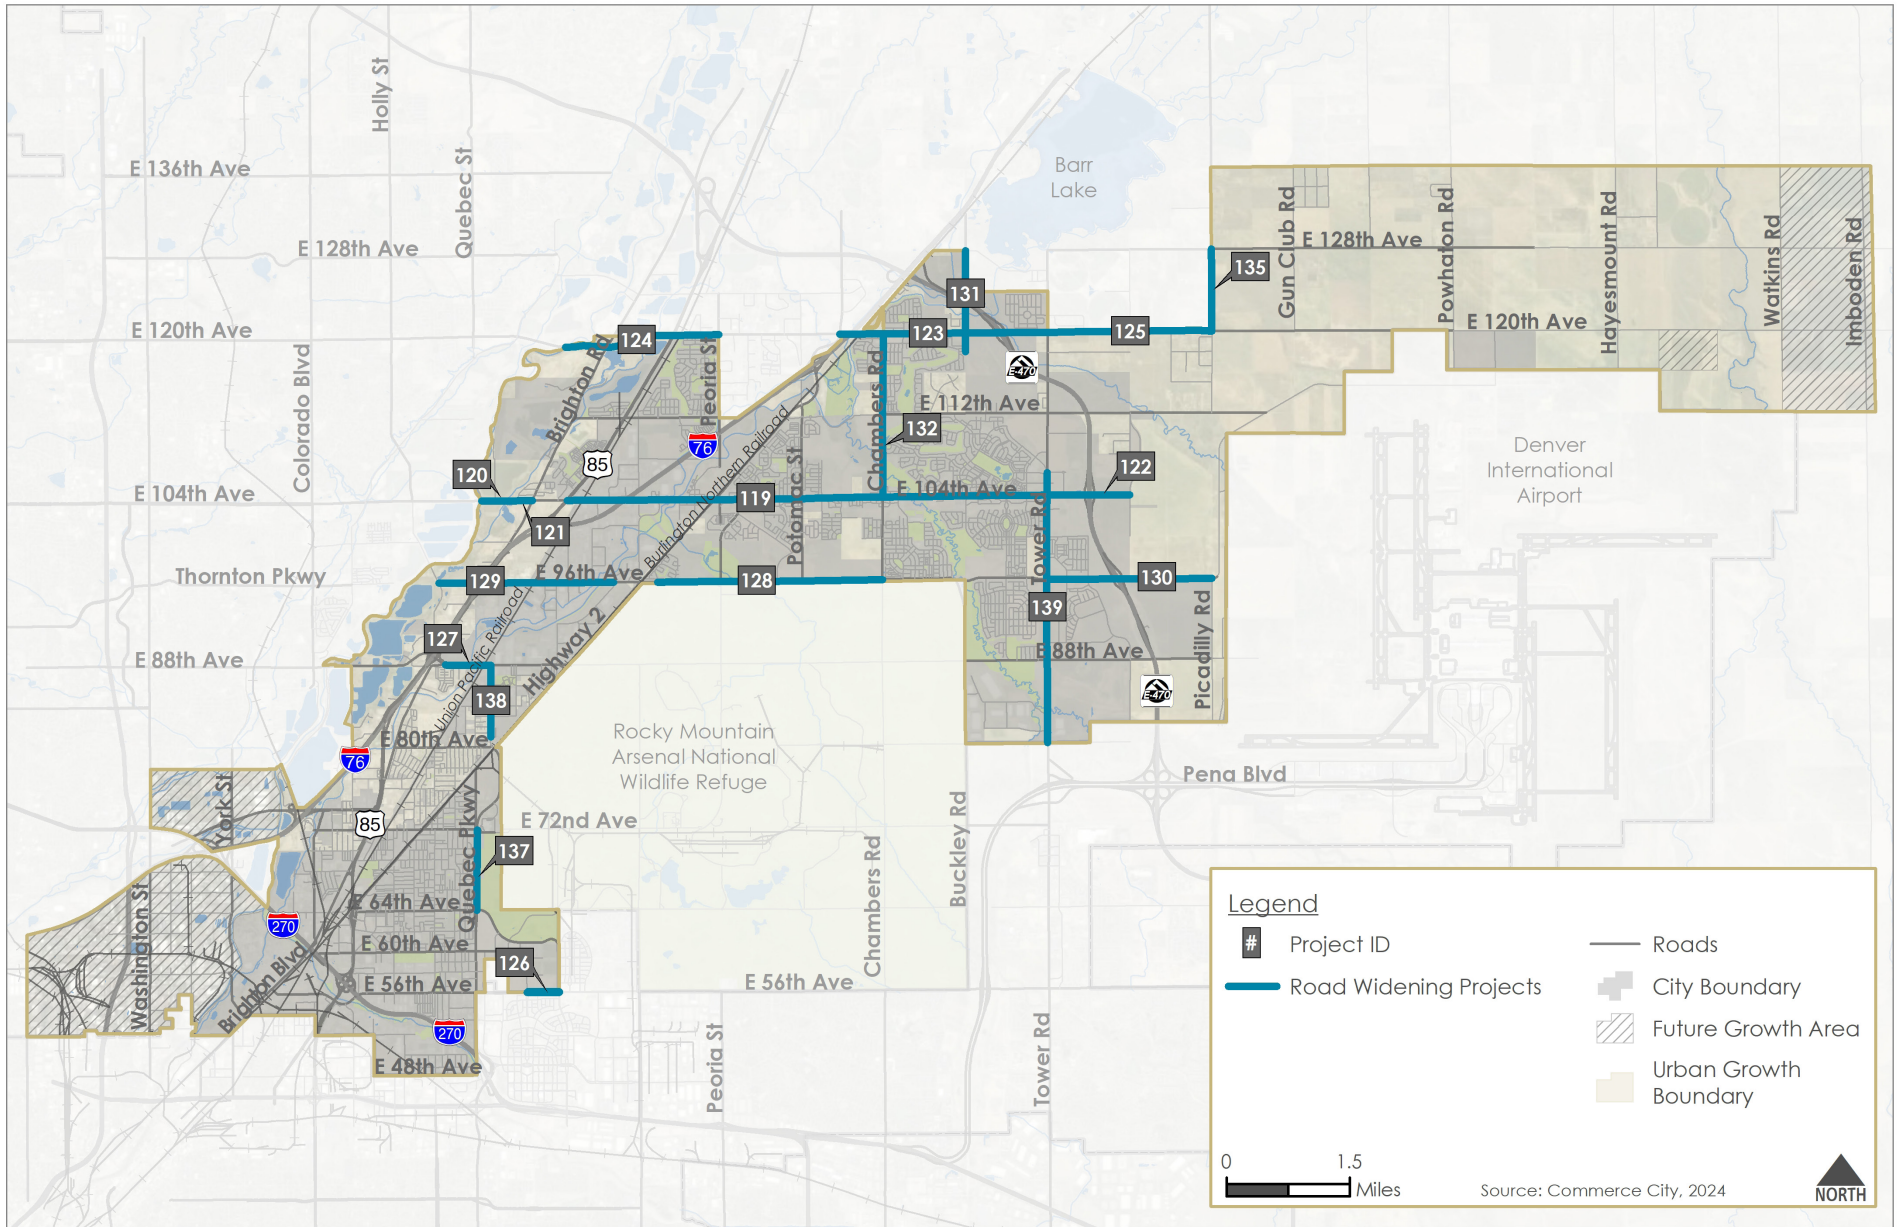 Holly St
Quebec St
E 136th Ave
Barr
Lake
E 128th Ave
E 128th Ave
Gun Club Rd
Powhaton Rd
Hayesmount Rd
Watkins Rd
Imboden Rd
135
131
E 120th Ave
124
123
125
E 120th Ave
Colorado Blvd
Brighton Rd
Peoria St
Chambers Rd
E-470
E 112th Ave
132
76
85
Burlington Northern Railroad
Potomac St
Denver
International
Airport
120
122
E 104th Ave
119
E 104th Ave
121
Tower Rd
Thornton Pkwy
129
E 96th Ave
128
130
139
127
Union Pacific Railroad
Highway 2
E 88th Ave
E 88th Ave
Picadilly Rd
E-470
138
E 80th Ave
Rocky Mountain
Arsenal National
Wildlife Refuge
76
Pena Blvd
York St
85
Quebec Pkwy
E 72nd Ave
137
Buckley Rd
Chambers Rd
Washington St
E 64th Ave
270
E 60th Ave
126
Brighton Blvd
E 56th Ave
E 56th Ave
270
E 48th Ave
Peoria St
Tower Rd
Legend
# Project ID
Road Widening Projects
Roads
City Boundary
Future Growth Area
Urban Growth
Boundary
0 1.5
Miles
Source: Commerce City, 2024
NORTH